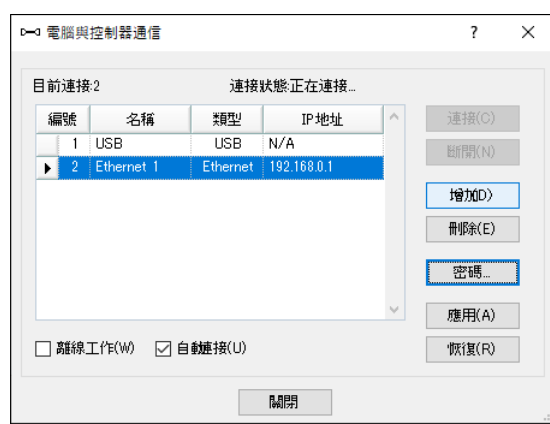 電腦與控制器通信
?
目前連接:2 連接狀態:正在連接...
編號 名稱 類型 IP地址
1 USB USB N/A
2 Ethernet 1 Ethernet 192.168.0.1
連接(C)
斷開(N)
增加D)
刪除(E)
密碼...
應用(A)
恢復(R)
離線工作(W) 自動連接(U)
關閉